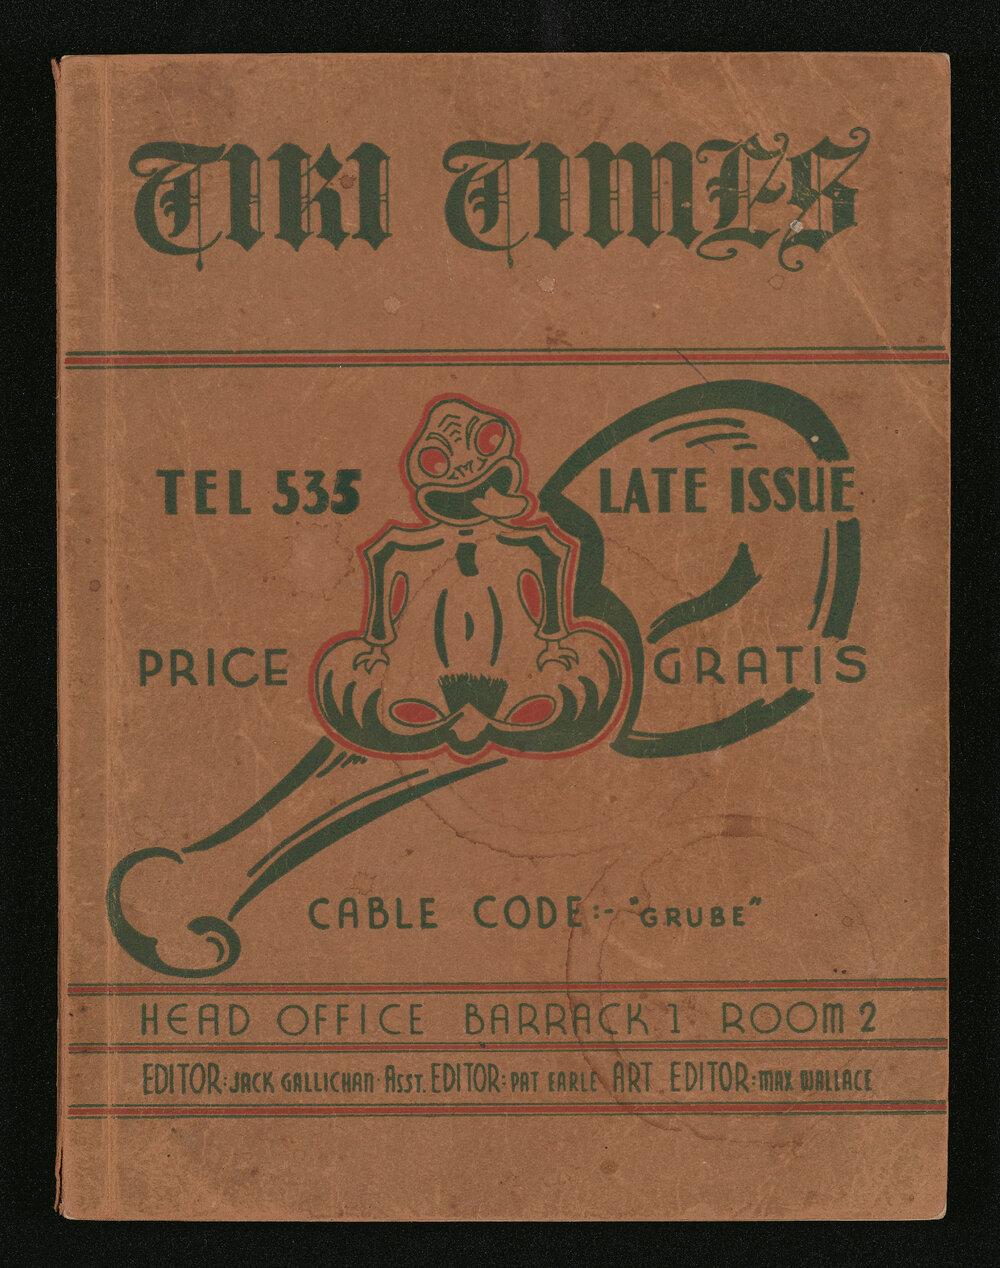 TIKI TIMES
TEL 535
LATE ISSUE
PRICE
GRATIS
CABLE CODE:- "GRUBE"
HEAD OFFICE BARRACK 1 ROOM 2
EDITOR: JACK GALLICHAN· ASST. EDITOR: PAT EARLE ART EDITOR: MAX WALLACE